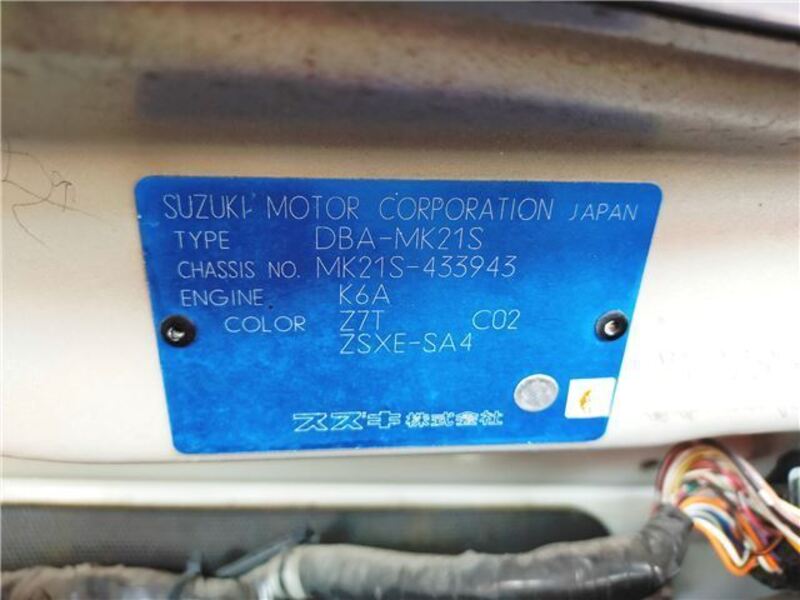 SUZUKI MOTOR CORPORATION JAPAN
TYPE DBA-MK21S
CHASSIS NO. MK21S-433943
ENGINE K6A
COLOR Z7T C02
ZSXE-SA4
スズキ株式会社